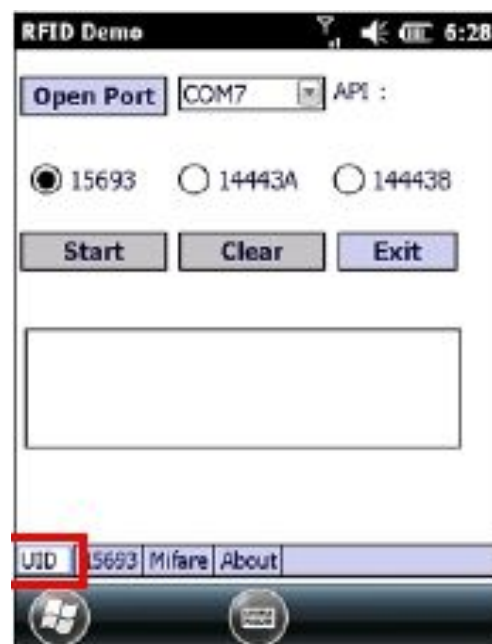 RFID Demo 6:28
Open Port COM7 API :
15693 14443A 14443B
Start Clear Exit
UID 15693 Mifare About